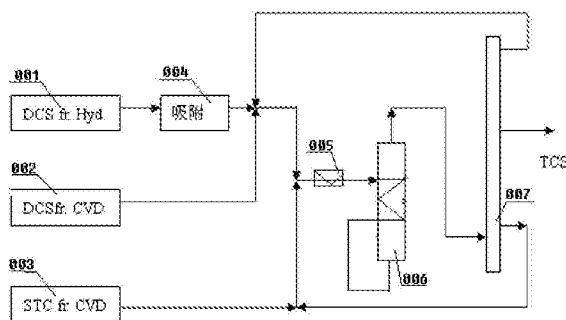 001
DCS fr. Hyd.
004
吸附
002
DCSfr. CVD
005
TCS
007
006
003
STC fr CVD